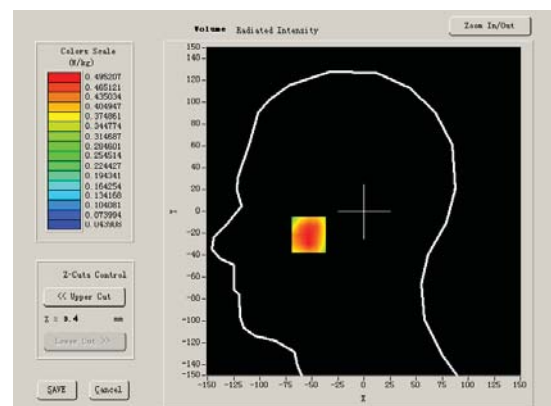 Volume Radiated Intensity
Zoom In/Out
Colors Scale
(W/kg)
0.495207
0.465121
0.435034
0.404947
0.374861
0.344774
0.314687
0.284601
0.254514
0.224427
0.194341
0.164254
0.134168
0.104081
0.073994
0.043908
150
140
120
100
80
60
40
20
0
-20
-40
-60
-80
-100
-120
-140
-150
Y
-150 -125 -100 -75 -50 -25 0 25 50 75 100 125 150
X
Z-Cuts Control
<< Upper Cut
Z = 9.4 mm
Lower Cut >>
SAVE
Cancel